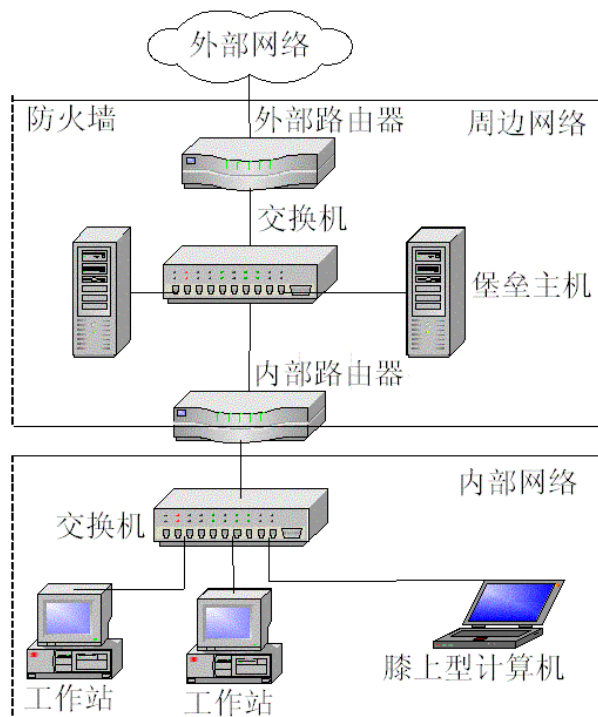 外部网络
防火墙
外部路由器
周边网络
交换机
堡垒主机
内部路由器
内部网络
交换机
工作站
工作站
膝上型计算机